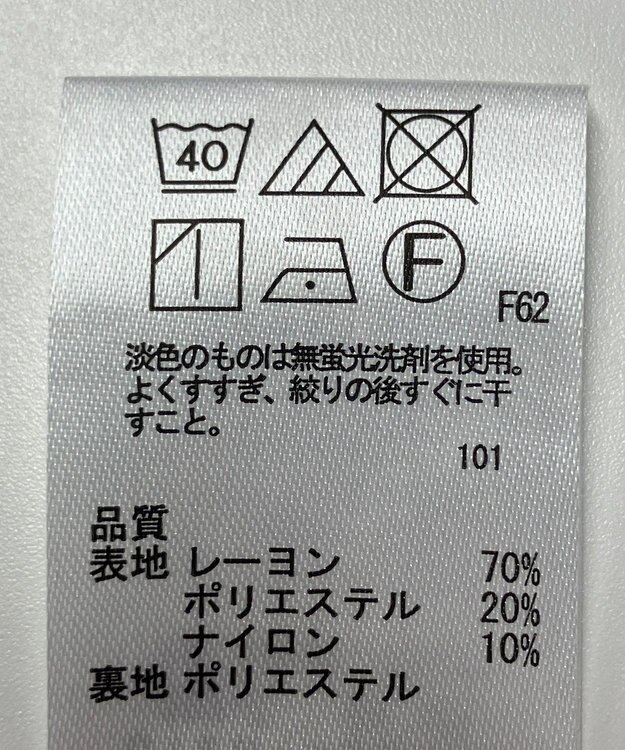 40
F
F62
淡色のものは無蛍光洗剤を使用。
よくすすぎ、絞りの後すぐに干
すこと。
101
品質
表地 レーヨン 70%
ポリエステル 20%
ナイロン 10%
裏地 ポリエステル